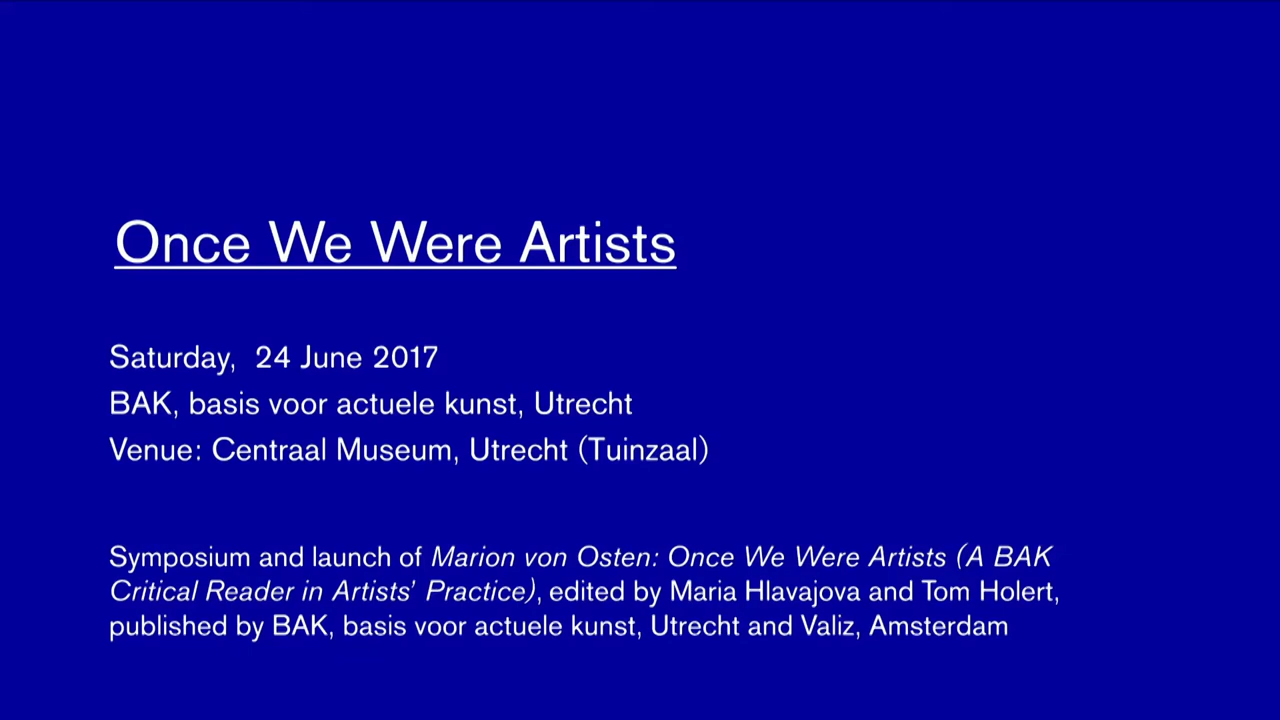 Once We Were Artists
Saturday,  24 June 2017
BAK, basis voor actuele kunst, Utrecht
Venue: Centraal Museum, Utrecht (Tuinzaal)
Symposium and launch of Marion von Osten: Once We Were Artists (A BAK
Critical Reader in Artists’ Practice), edited by Maria Hlavajova and Tom Holert,
published by BAK, basis voor actuele kunst, Utrecht and Valiz, Amsterdam